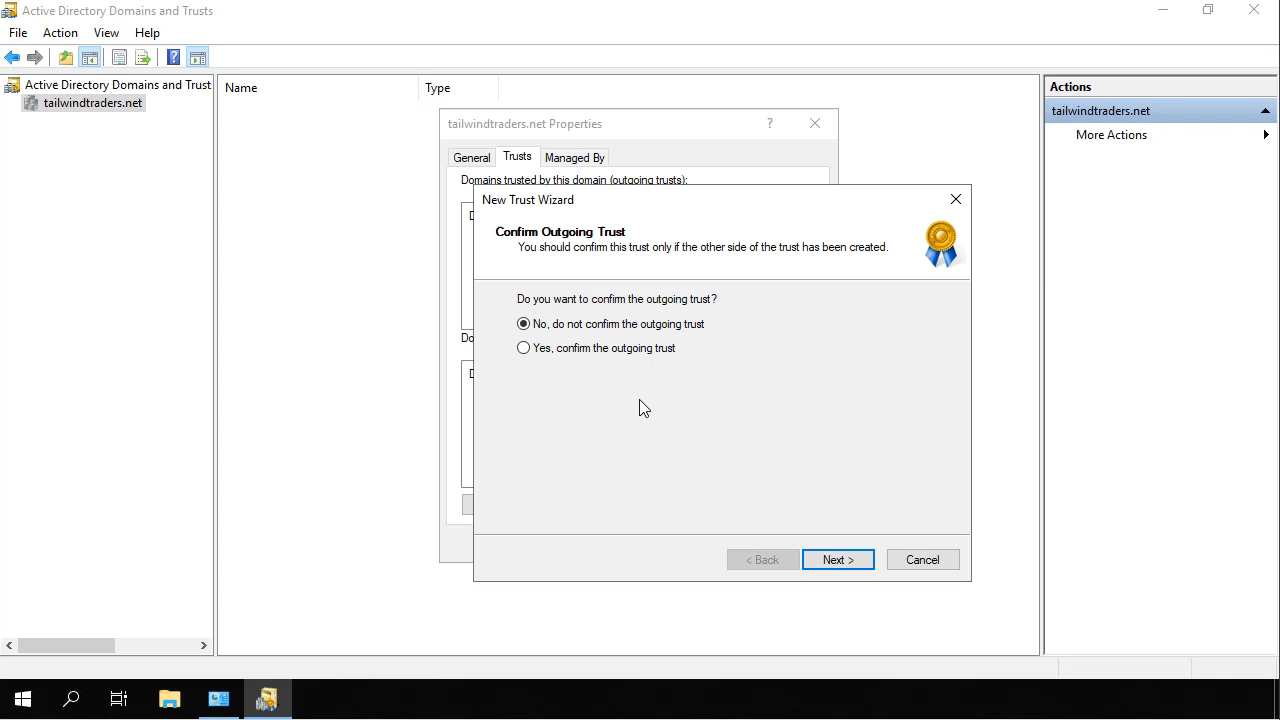 Active Directory Domains and Trusts
File Action View Help
Active Directory Domains and Trust
tailwindtraders.net
Name Type
tailwindtraders.net Properties
?
General Trusts Managed By
Domains trusted by this domain (outgoing trusts):
New Trust Wizard
Confirm Outgoing Trust
You should confirm this trust only if the other side of the trust has been created.
Do you want to confirm the outgoing trust?
No, do not confirm the outgoing trust
Yes, confirm the outgoing trust
Do
< Back Next > Cancel
Actions
tailwindtraders.net
More Actions